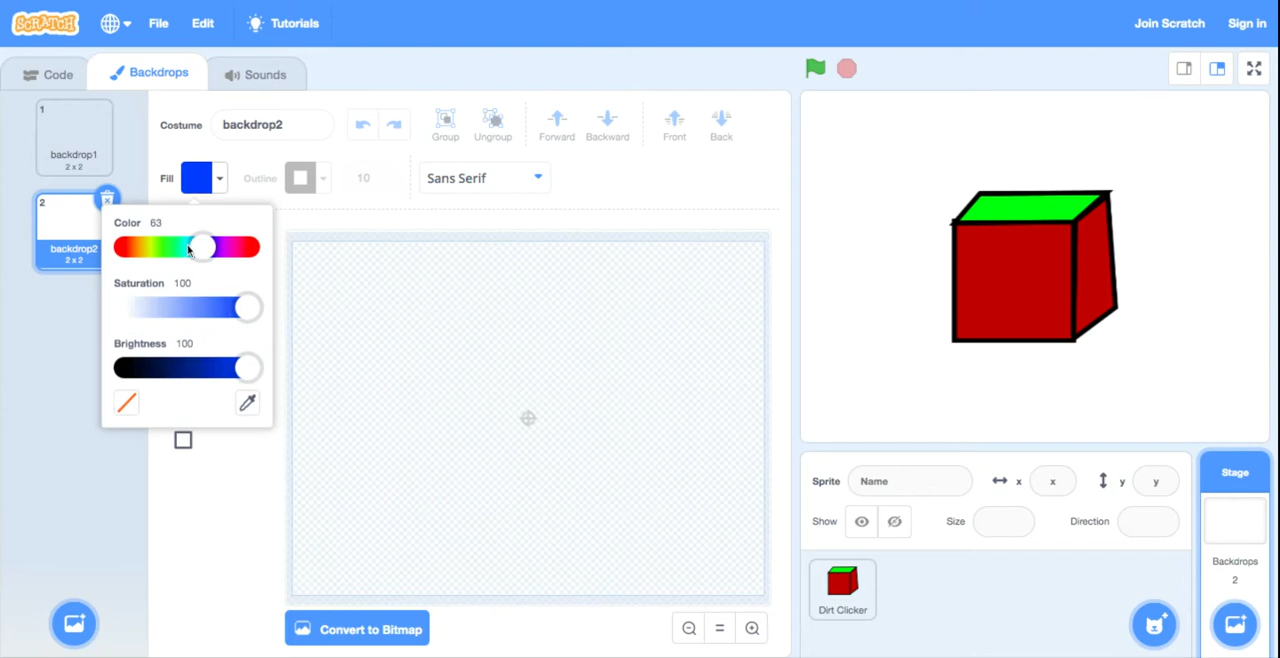 SCRATCH File Edit Tutorials Join Scratch Sign in
Code Backdrops Sounds
1
backdrop1
2 x 2
2
backdrop2
2 x 2
Costume backdrop2 Group Ungroup Forward Backward Front Back
Fill Outline 10 Sans Serif
Color 63
Saturation 100
Brightness 100
Convert to Bitmap
Sprite Name x x y y
Show Size Direction
Dirt Clicker
Stage
Backdrops
2